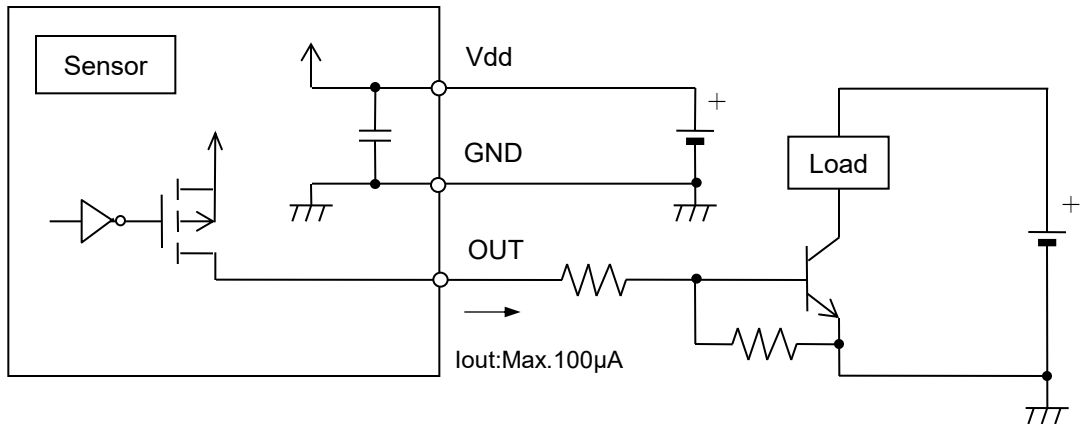 Sensor
Vdd
+
GND
Load
+
OUT
Iout:Max.100µA